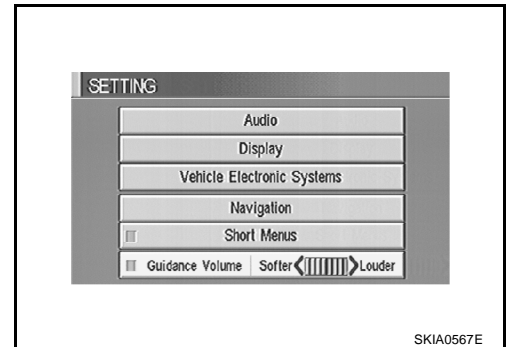 SETTING
Audio
Display
Vehicle Electronic Systems
Navigation
Short Menus
Guidance Volume Softer Louder
SKIA0567E